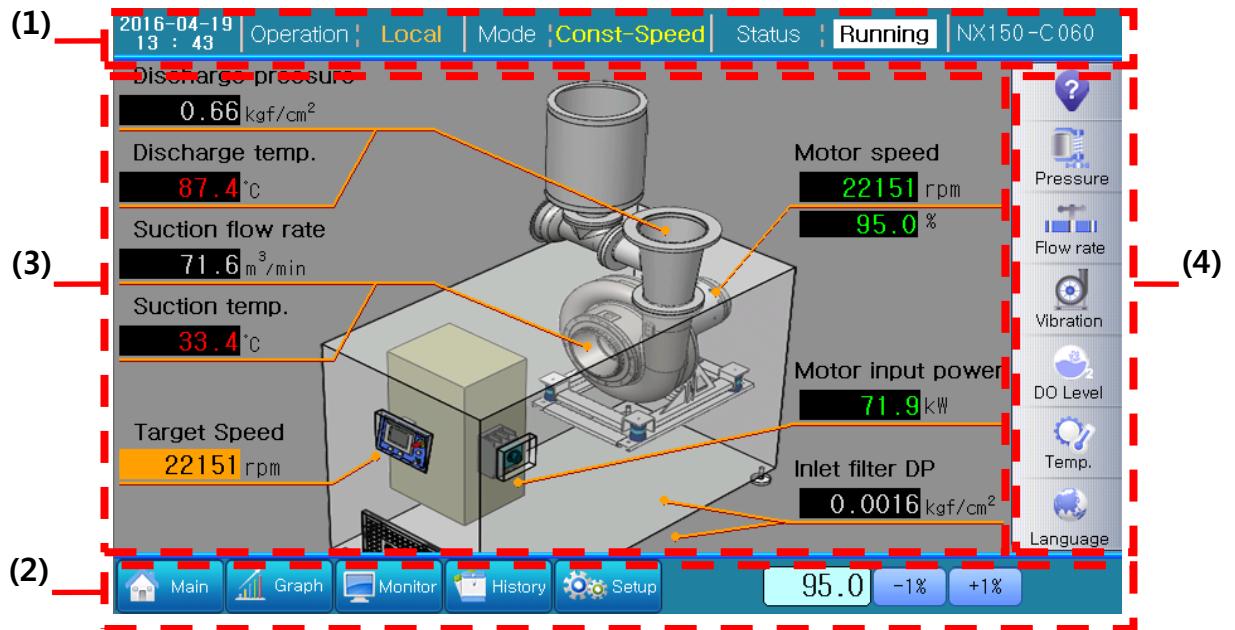 (1)
2016-04-19
13 : 43
Operation : Local
Mode : Const-Speed
Status : Running
NX150-C060
Discharge pressure
0.66 kgf/cm²
Discharge temp.
87.4 ℃
Suction flow rate
71.6 m³/min
Suction temp.
33.4 ℃
Target Speed
22151 rpm
Motor speed
22151 rpm
95.0 %
Motor input power
71.9 kW
Inlet filter DP
0.0016 kgf/cm²
(3)
?
Pressure
Flow rate
Vibration
2
DO Level
Temp.
Language
(4)
(2)
Main
Graph
Monitor
History
Setup
95.0
-1%
+1%